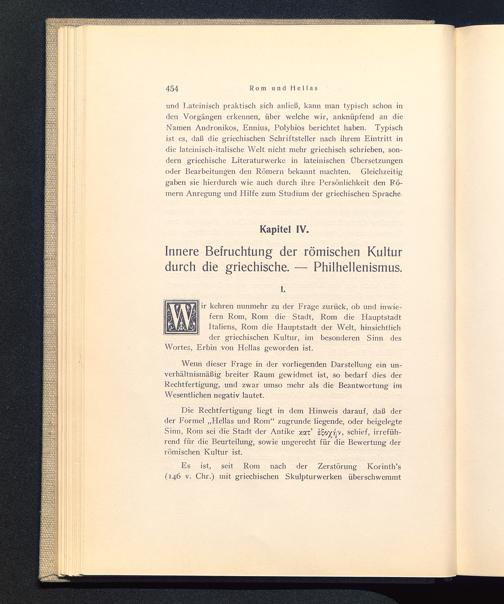 454 Rom und Hellas
und Lateinisch praktisch sich anließ, kann man typisch schon in
den Vorgängen erkennen, über welche wir, anknüpfend an die
Namen Andronikos, Ennius, Polybios berichtet haben. Typisch
ist es, daß die griechischen Schriftsteller nach ihrem Eintritt in
die lateinisch-italische Welt nicht mehr griechisch schrieben, son-
dern griechische Literaturwerke in lateinischen Übersetzungen
oder Bearbeitungen den Römern bekannt machten. Gleichzeitig
gaben sie hierdurch wie auch durch ihre Persönlichkeit den Rö-
mern Anregung und Hilfe zum Studium der griechischen Sprache.
Kapitel IV.
Innere Befruchtung der römischen Kultur
durch die griechische. — Philhellenismus.
I.
Wir kehren nunmehr zu der Frage zurück, ob und inwie-
fern Rom, Rom die Stadt, Rom die Hauptstadt
Italiens, Rom die Hauptstadt der Welt, hinsichtlich
der griechischen Kultur, im besonderen Sinn des
Wortes, Erbin von Hellas geworden ist.
Wenn dieser Frage in der vorliegenden Darstellung ein un-
verhältnismäßig breiter Raum gewidmet ist, so bedarf dies der
Rechtfertigung, und zwar umso mehr als die Beantwortung im
Wesentlichen negativ lautet.
Die Rechtfertigung liegt in dem Hinweis darauf, daß der
der Formel „Hellas und Rom“ zugrunde liegende, oder beigelegte
Sinn, Rom sei die Stadt der Antike κατ’ ἐξοχήν, schief, irrefüh-
rend für die Beurteilung, sowie ungerecht für die Bewertung der
römischen Kultur ist.
Es ist, seit Rom nach der Zerstörung Korinth's
(146 v. Chr.) mit griechischen Skulpturwerken überschwemmt